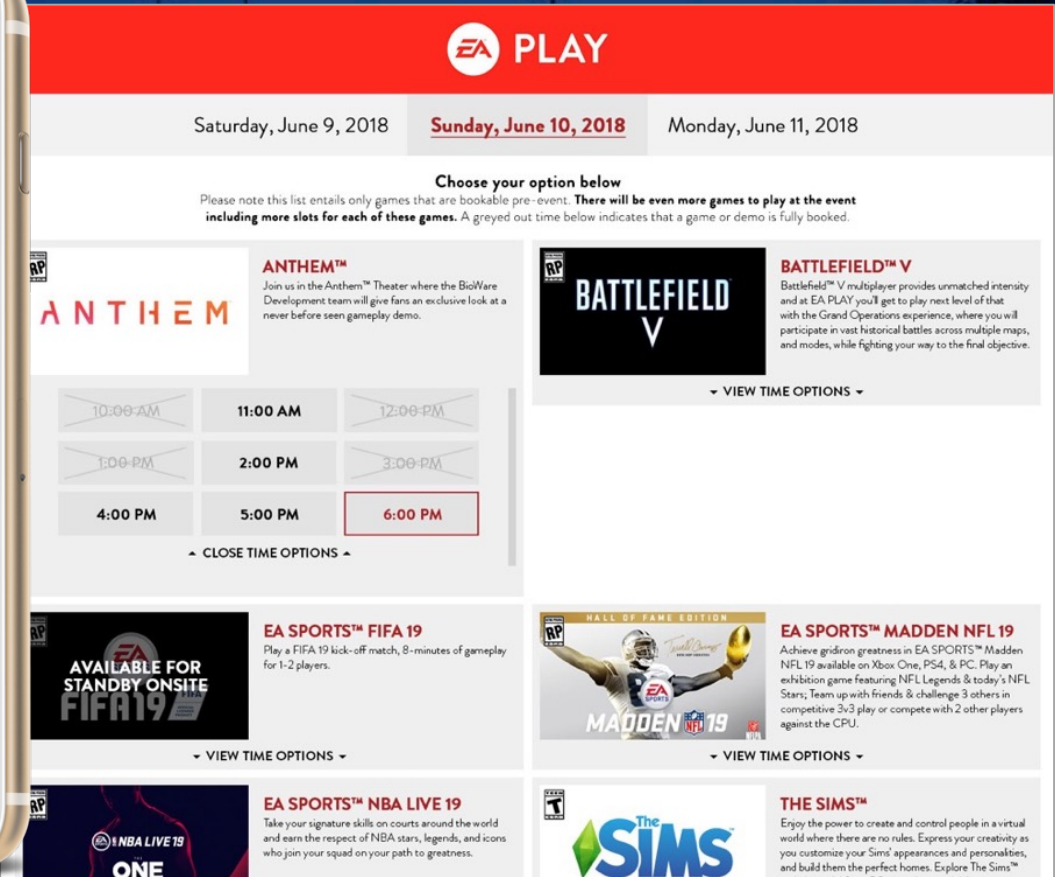 EA PLAY
Saturday, June 9, 2018
Sunday, June 10, 2018
Monday, June 11, 2018
Choose your option below
Please note this list entails only games that are bookable pre-event. There will be even more games to play at the event
including more slots for each of these games. A greyed out time below indicates that a game or demo is fully booked.
RP
ANTHEM
ANTHEM™
Join us in the Anthem™ Theater where the BioWare
Development team will give fans an exclusive look at a
never before seen gameplay demo.
10:00 AM
11:00 AM
12:00 PM
1:00 PM
2:00 PM
3:00 PM
4:00 PM
5:00 PM
6:00 PM
CLOSE TIME OPTIONS
RP
BATTLEFIELD
V
BATTLEFIELD™ V
Battlefield™ V multiplayer provides unmatched intensity
and at EA PLAY you'll get to play next level of that
with the Grand Operations experience, where you will
participate in vast historical battles across multiple maps,
and modes, while fighting your way to the final objective.
VIEW TIME OPTIONS
RP
EA
AVAILABLE FOR
STANDBY ONSITE
FIFA
FIFA19
EA SPORTS™ FIFA 19
Play a FIFA 19 kick-off match, 8-minutes of gameplay
for 1-2 players.
VIEW TIME OPTIONS
HALL OF FAME EDITION
RP
EA
SPORTS
MADDEN NFL 19
EA SPORTS™ MADDEN NFL 19
Achieve gridiron greatness in EA SPORTS™ Madden
NFL 19 available on Xbox One, PS4, & PC. Play an
exhibition game featuring NFL Legends & today's NFL
Stars; Team up with friends & challenge 3 others in
competitive 3v3 play or compete with 2 other players
against the CPU.
VIEW TIME OPTIONS
RP
NBA LIVE 19
THE
ONE
EA SPORTS™ NBA LIVE 19
Take your signature skills on courts around the world
and earn the respect of NBA stars, legends, and icons
who join your squad on your path to greatness.
TEEN
T
The
SIMS
THE SIMS™
Enjoy the power to create and control people in a virtual
world where there are no rules. Express your creativity as
you customize your Sims' appearances and personalities,
and build them the perfect homes. Explore The Sims™